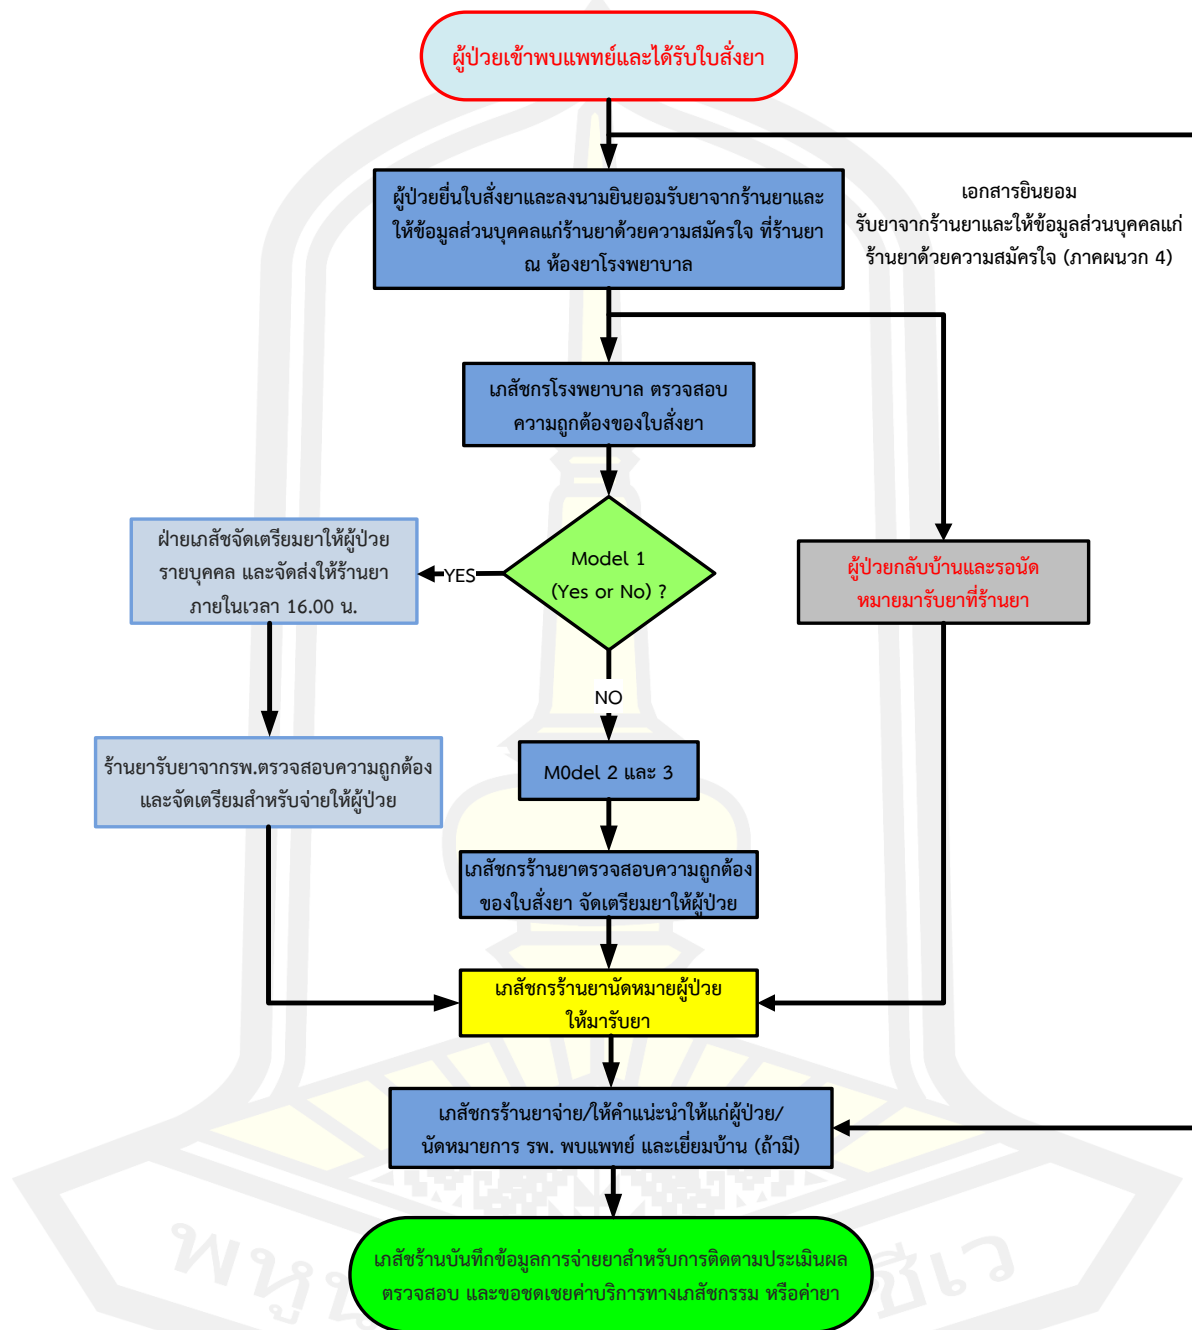 ผู้ป่วยเข้าพบแพทย์และได้รับใบสั่งยา
ผู้ป่วยยื่นใบสั่งยาและลงนามยินยอมรับยาจากร้านยาและ
ให้ข้อมูลส่วนบุคคลแก่ร้านยาด้วยความสมัครใจ ที่ร้านยา
ณ ห้องยาโรงพยาบาล
เอกสารยินยอม
รับยาจากร้านยาและให้ข้อมูลส่วนบุคคลแก่
ร้านยาด้วยความสมัครใจ (ภาคผนวก 4)
เภสัชกรโรงพยาบาล ตรวจสอบ
ความถูกต้องของใบสั่งยา
Model 1
(Yes or No) ?
YES
ฝ่ายเภสัชจัดเตรียมยาให้ผู้ป่วย
รายบุคคล และจัดส่งให้ร้านยา
ภายในเวลา 16.00 น.
ผู้ป่วยกลับบ้านและรอนัด
หมายมารับยาที่ร้านยา
NO
ร้านยารับยาจากรพ.ตรวจสอบความถูกต้อง
และจัดเตรียมสำหรับจ่ายให้ผู้ป่วย
M0del 2 และ 3
เภสัชกรร้านยาตรวจสอบความถูกต้อง
ของใบสั่งยา จัดเตรียมยาให้ผู้ป่วย
เภสัชกรร้านยานัดหมายผู้ป่วย
ให้มารับยา
เภสัชกรร้านยาจ่าย/ให้คำแน่ะนำให้แก่ผู้ป่วย/
นัดหมายการ รพ. พบแพทย์ และเยี่ยมบ้าน (ถ้ามี)
เภสัชร้านบันทึกข้อมูลการจ่ายยาสำหรับการติดตามประเมินผล
ตรวจสอบ และขอชดเชยค่าบริการทางเภสัชกรรม หรือค่ายา